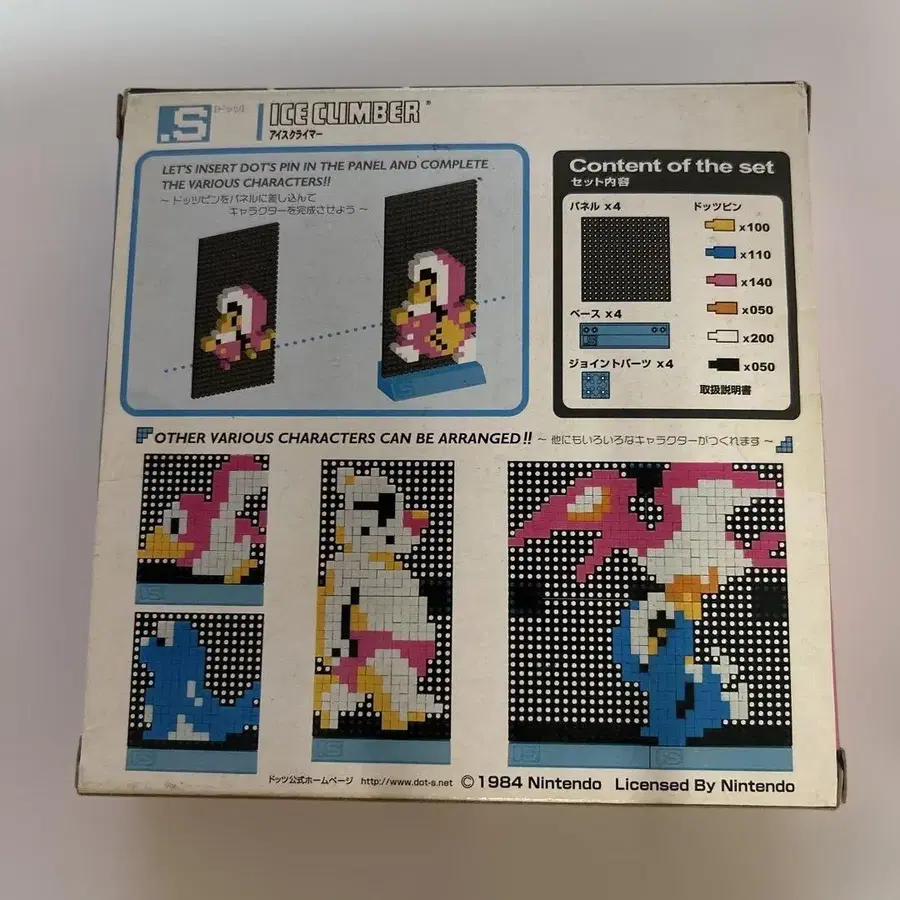 .S
[ドッツ]
ICE CLIMBER®
アイスクライマー
LET'S INSERT DOT'S PIN IN THE PANEL AND COMPLETE
THE VARIOUS CHARACTERS!!
～ ドッツピンをパネルに差し込んで
キャラクターを完成させよう ～
.S
Content of the set
セット内容
パネル x4
ドッツピン
x100
x110
x140
x050
x200
x050
ベース x4
.S
ジョイントパーツ x4
取扱説明書
OTHER VARIOUS CHARACTERS CAN BE ARRANGED!! ～ 他にもいろいろなキャラクターがつくれます ～
.S
.S
.S
.S
.S
ドッツ公式ホームページ http://www.dot-s.net © 1984 Nintendo Licensed By Nintendo